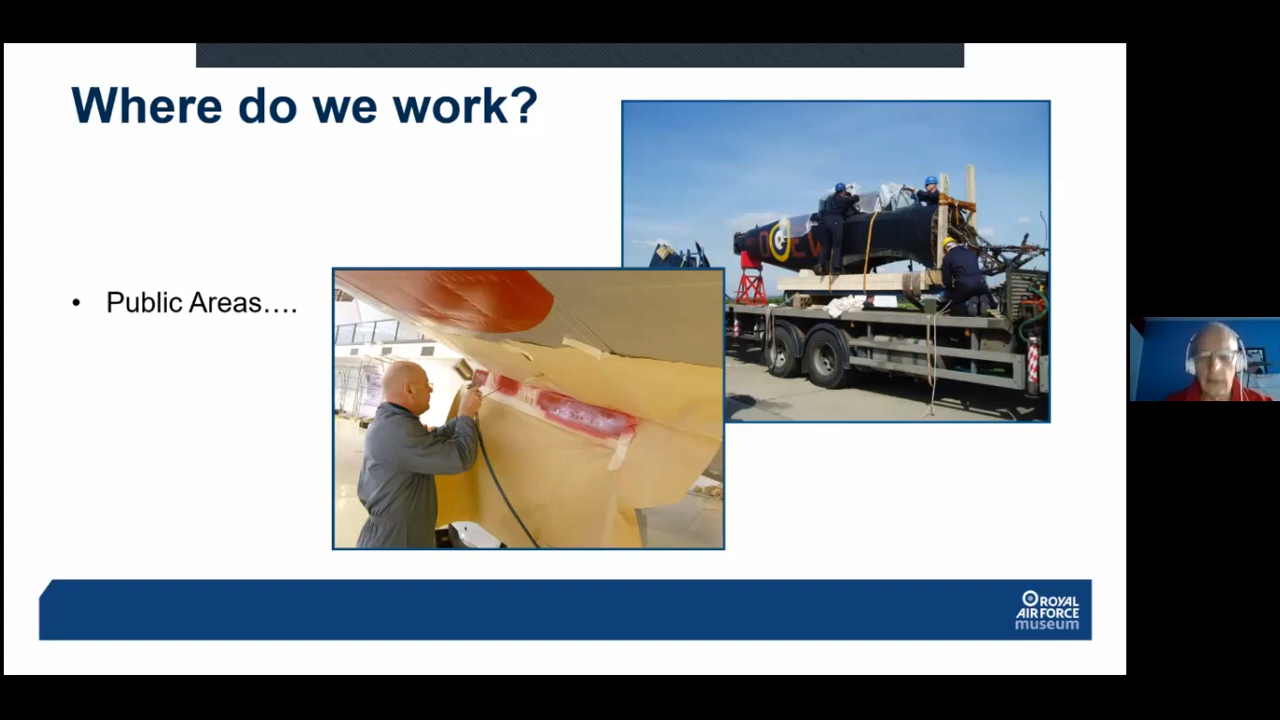 Where do we work?
• Public Areas….
ROYAL
AIR FORCE
museum